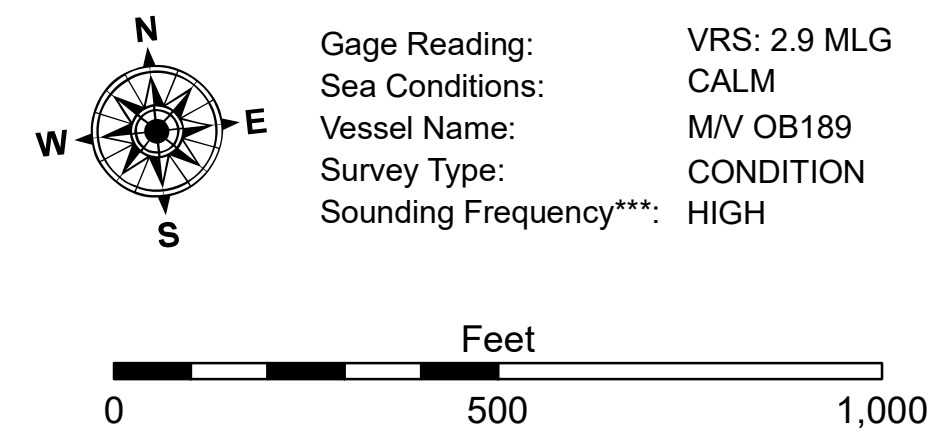 N
W E
S
Gage Reading: VRS: 2.9 MLG
Sea Conditions: CALM
Vessel Name: M/V OB189
Survey Type: CONDITION
Sounding Frequency***: HIGH
Feet
0 500 1,000